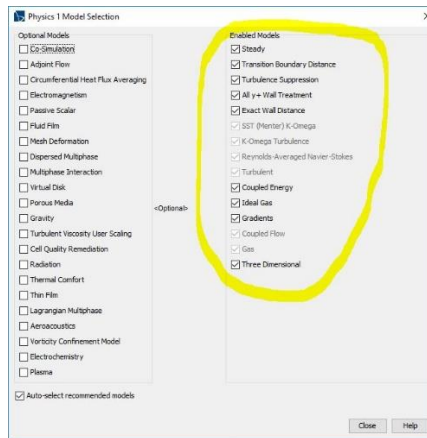 Physics 1 Model Selection
Optional Models
Co-Simulation
Adjoint Flow
Circumferential Heat Flux Averaging
Electromagnetism
Passive Scalar
Fluid Film
Mesh Deformation
Dispersed Multiphase
Multiphase Interaction
Virtual Disk
Porous Media
Gravity
Turbulent Viscosity User Scaling
Cell Quality Remediation
Radiation
Thermal Comfort
Thin Film
Lagrangian Multiphase
Aeroacoustics
Vorticity Confinement Model
Electrochemistry
Plasma
<Optional>
Enabled Models
Steady
Transition Boundary Distance
Turbulence Suppression
All y+ Wall Treatment
Exact Wall Distance
SST (Menter) K-Omega
K-Omega Turbulence
Reynolds-Averaged Navier-Stokes
Turbulent
Coupled Energy
Ideal Gas
Gradients
Coupled Flow
Gas
Three Dimensional
Auto-select recommended models
Close
Help